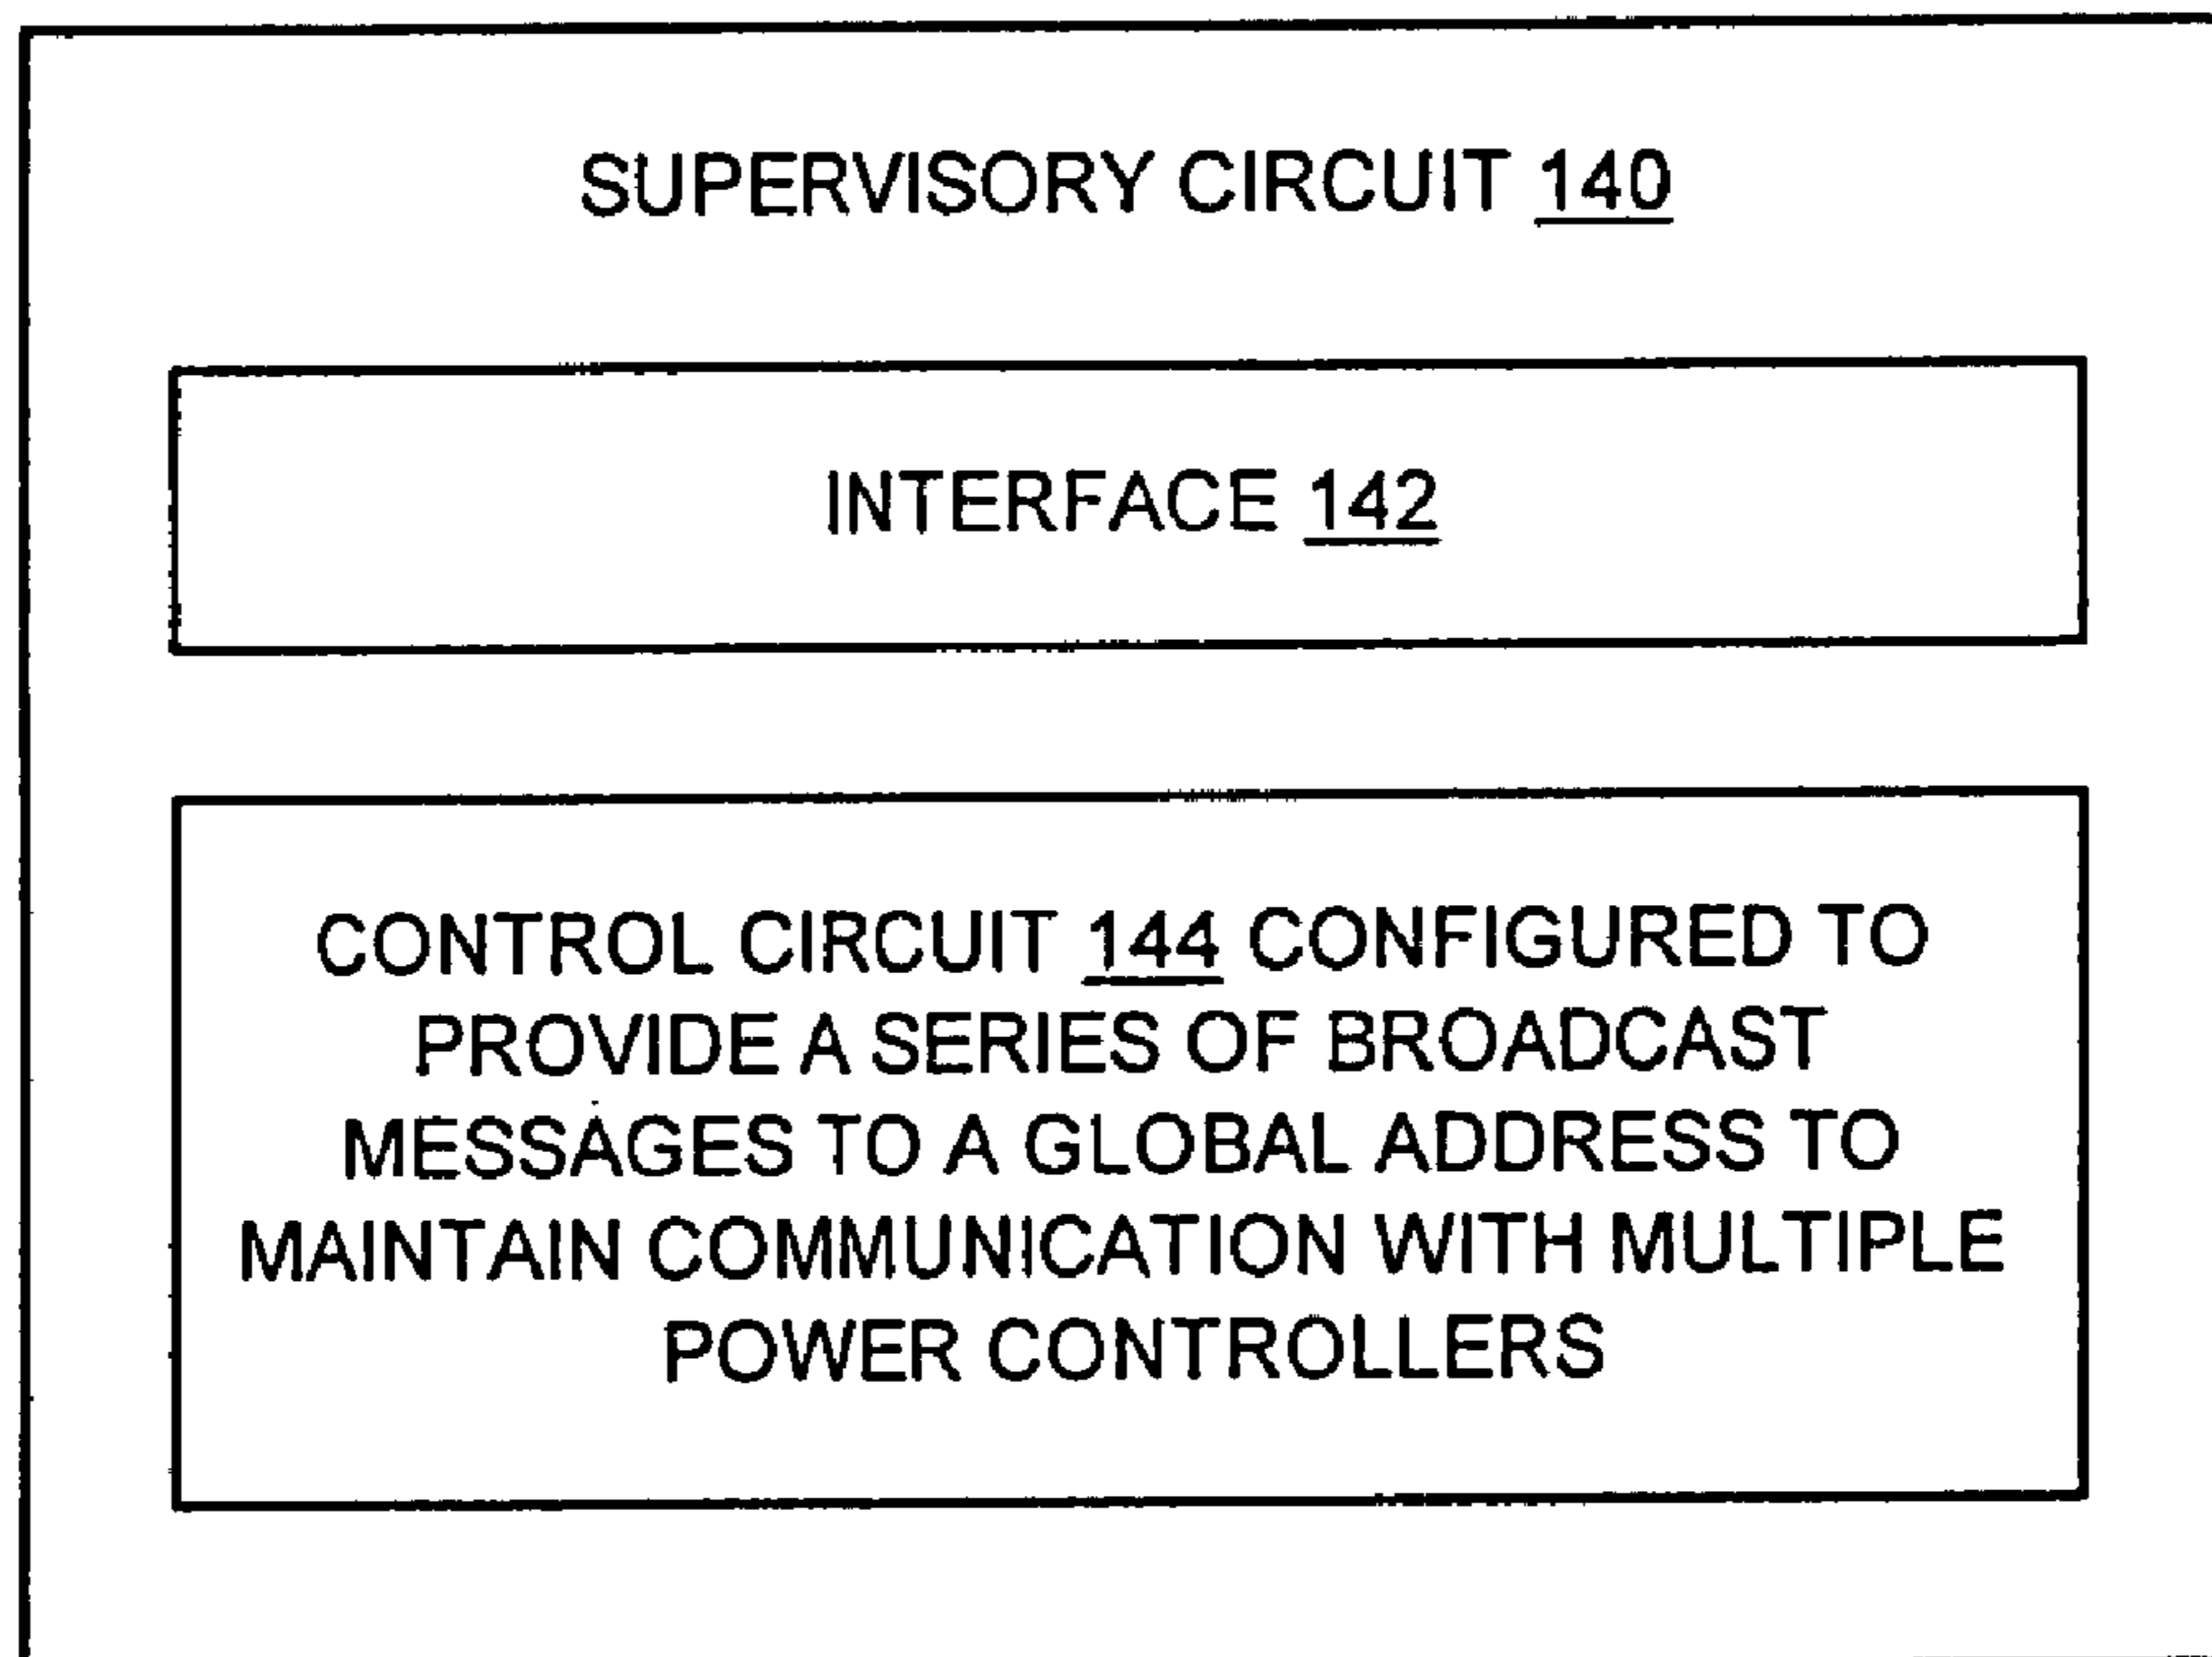 SUPERVISORY CIRCUIT 140
INTERFACE 142
CONTROL CIRCUIT 144 CONFIGURED TO
PROVIDE A SERIES OF BROADCAST
MESSAGES TO A GLOBAL ADDRESS TO
MAINTAIN COMMUNICATION WITH MULTIPLE
POWER CONTROLLERS